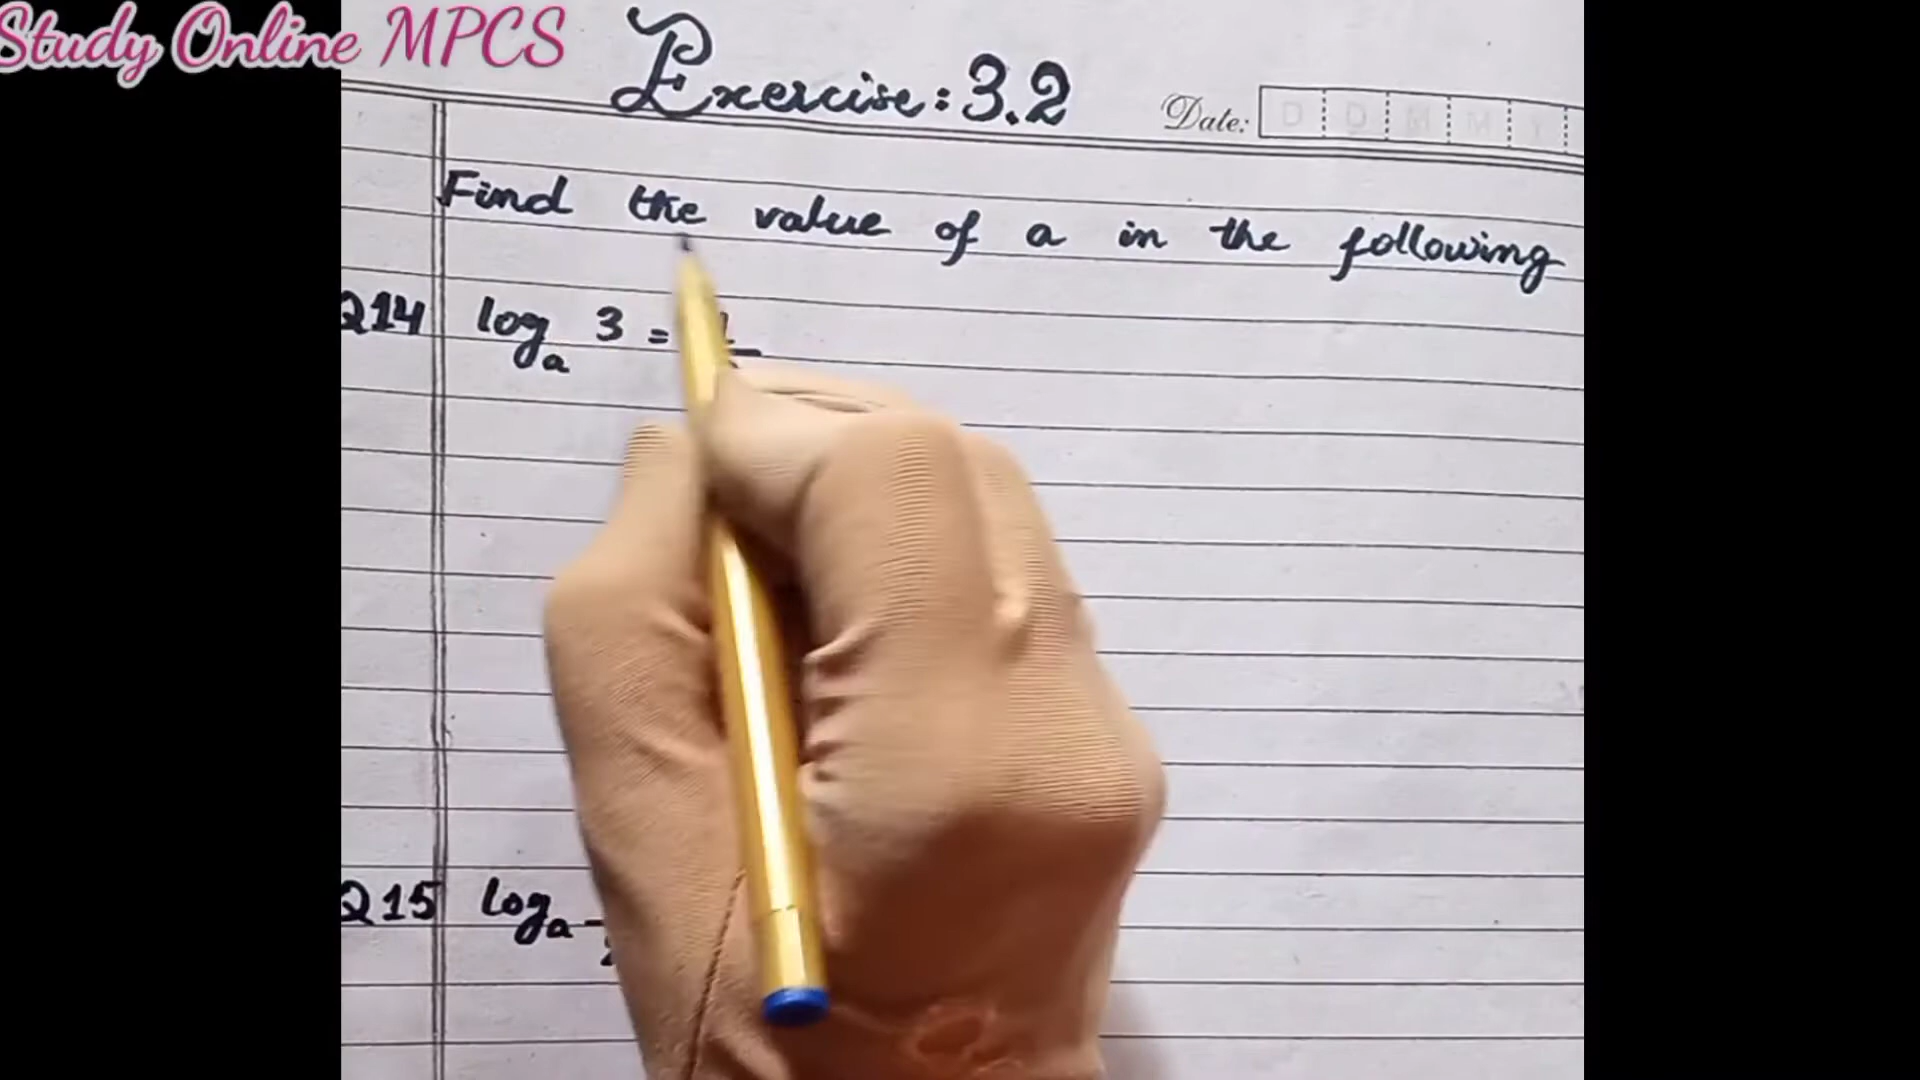 Study Online MPCS
Exercise: 3.2
Date: D D M M Y
Find the value of a in the following
Q14 log a 3 =
Q15 log a